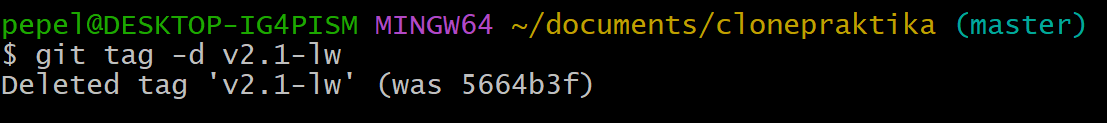 pepel@DESKTOP-IG4PISM MINGW64 ~/documents/clonepraktika (master)
$ git tag -d v2.1-lw
Deleted tag 'v2.1-lw' (was 5664b3f)